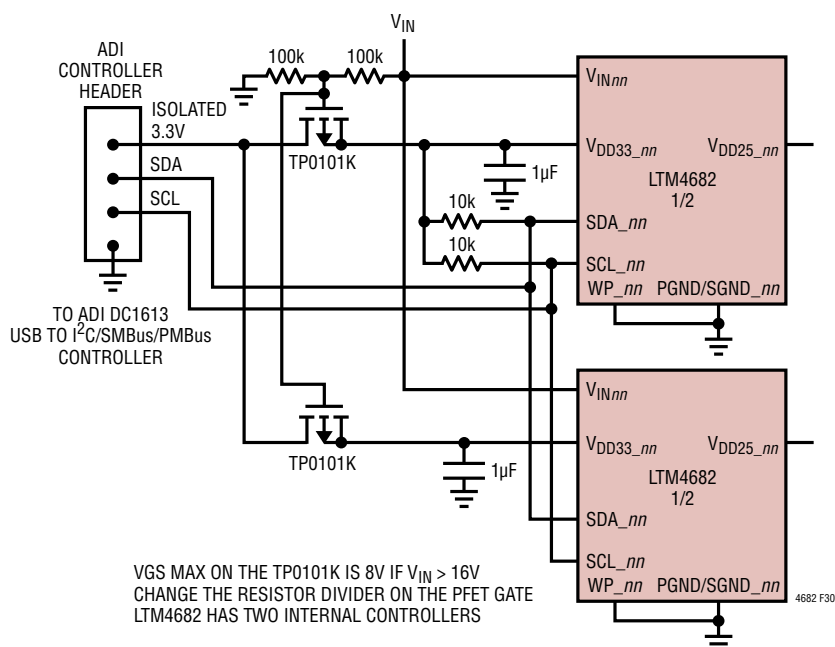 VIN
ADI
CONTROLLER
HEADER
100k
100k
ISOLATED
3.3V
SDA
SCL
TP0101K
1µF
10k
10k
VINnn
VDD33_nn
VDD25_nn
LTM4682
1/2
SDA_nn
SCL_nn
WP_nn
PGND/SGND_nn
TO ADI DC1613
USB TO I2C/SMBus/PMBus
CONTROLLER
TP0101K
1µF
VINnn
VDD33_nn
VDD25_nn
LTM4682
1/2
SDA_nn
SCL_nn
WP_nn
PGND/SGND_nn
VGS MAX ON THE TP0101K IS 8V IF VIN > 16V
CHANGE THE RESISTOR DIVIDER ON THE PFET GATE
LTM4682 HAS TWO INTERNAL CONTROLLERS
4682 F30